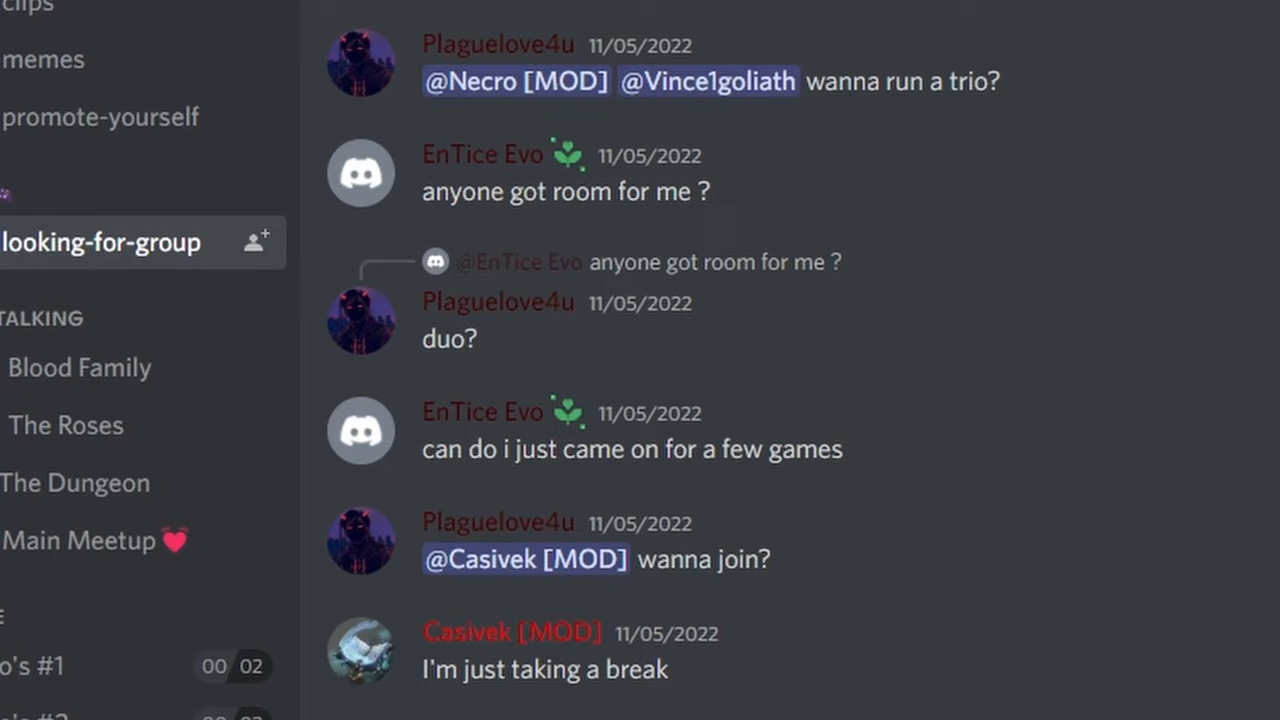 clips
memes
promote-yourself
looking-for-group
TALKING
Blood Family
The Roses
The Dungeon
Main Meetup
E
o's #1 00 02
Plaguelove4u 11/05/2022
@Necro [MOD] @Vince1goliath wanna run a trio?
EnTice Evo 11/05/2022
anyone got room for me ?
@EnTice Evo anyone got room for me ?
Plaguelove4u 11/05/2022
duo?
EnTice Evo 11/05/2022
can do i just came on for a few games
Plaguelove4u 11/05/2022
@Casivek [MOD] wanna join?
Casivek [MOD] 11/05/2022
I'm just taking a break